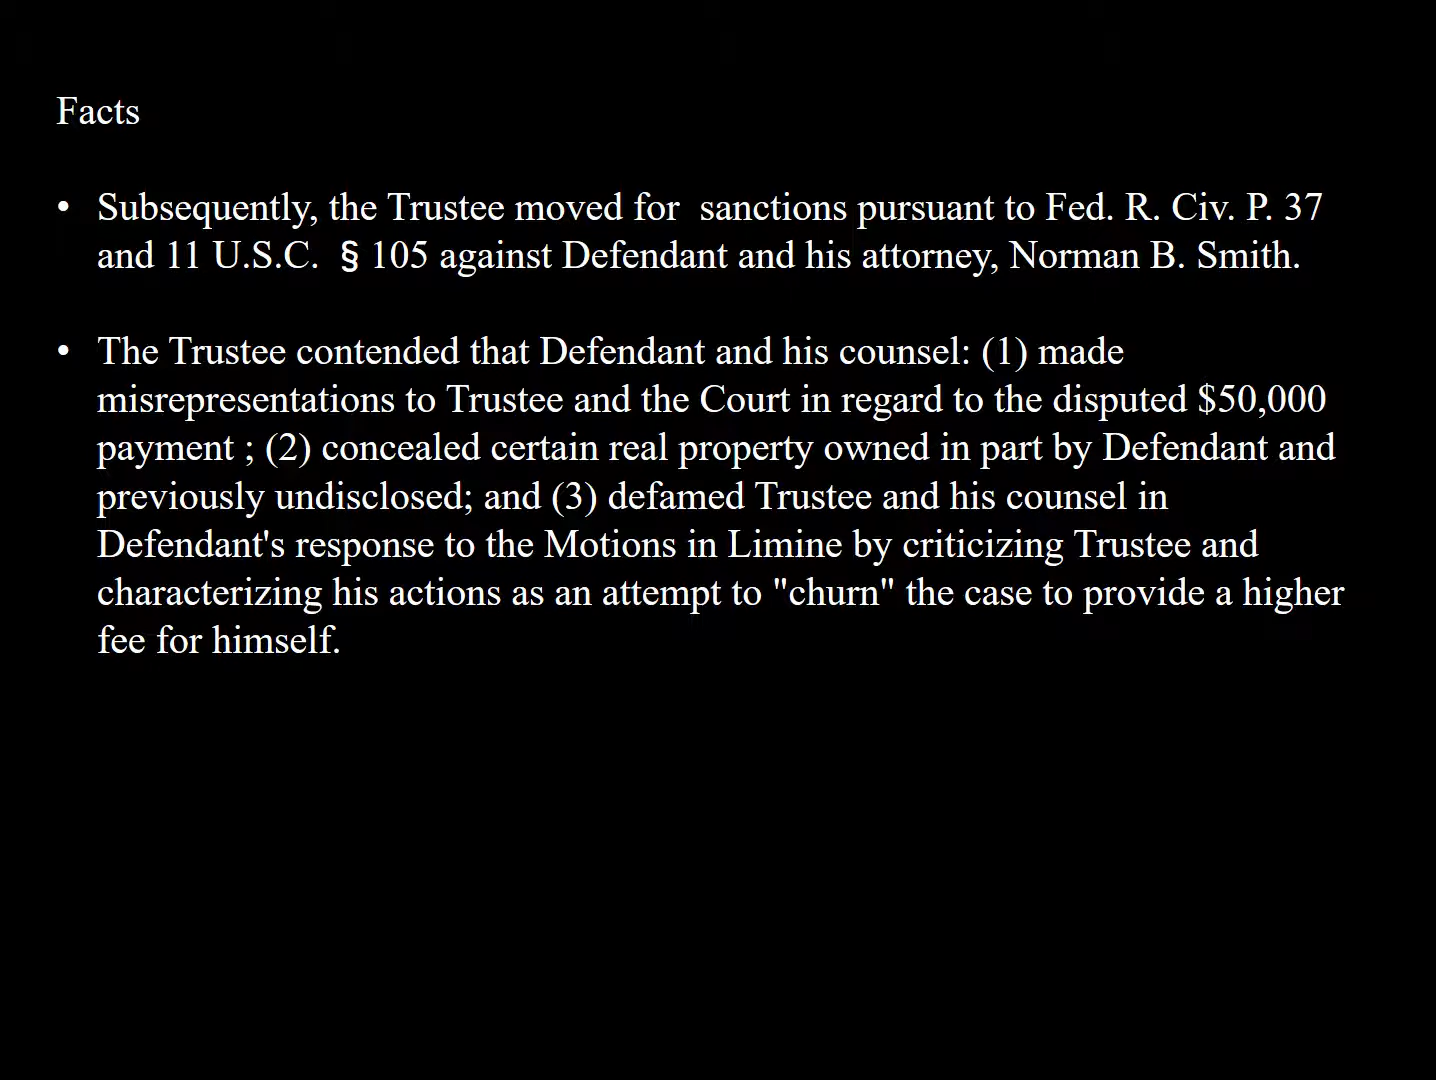 Facts
• Subsequently, the Trustee moved for  sanctions pursuant to Fed. R. Civ. P. 37
and 11 U.S.C.  § 105 against Defendant and his attorney, Norman B. Smith.
• The Trustee contended that Defendant and his counsel: (1) made
misrepresentations to Trustee and the Court in regard to the disputed $50,000
payment ; (2) concealed certain real property owned in part by Defendant and
previously undisclosed; and (3) defamed Trustee and his counsel in
Defendant's response to the Motions in Limine by criticizing Trustee and
characterizing his actions as an attempt to "churn" the case to provide a higher
fee for himself.